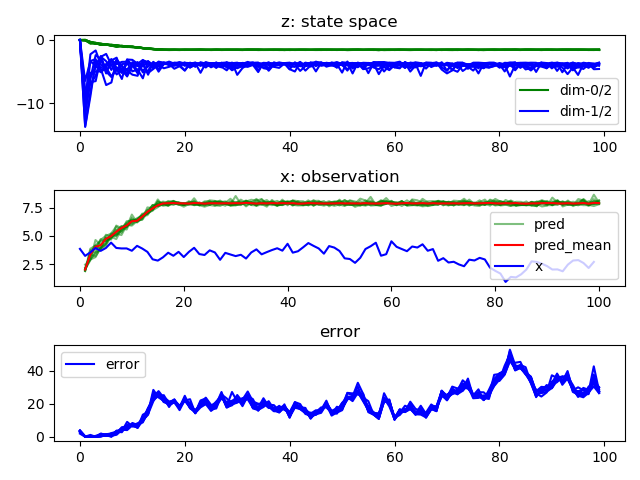 z: state space
0
−10
dim-0/2
dim-1/2
0 20 40 60 80 100
x: observation
7.5
5.0
2.5
pred
pred_mean
x
0 20 40 60 80 100
error
40
20
0
error
0 20 40 60 80 100